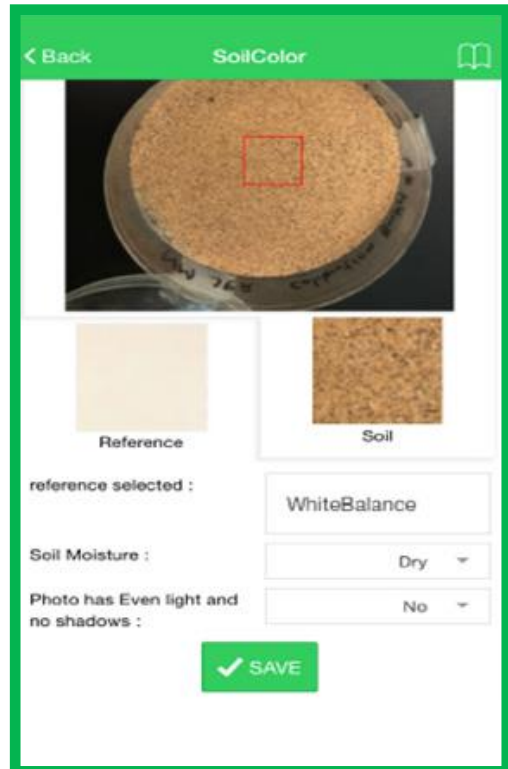 Back
SoilColor
Reference
Soil
reference selected :
WhiteBalance
Soil Moisture :
Dry
Photo has Even light and
no shadows :
No
SAVE